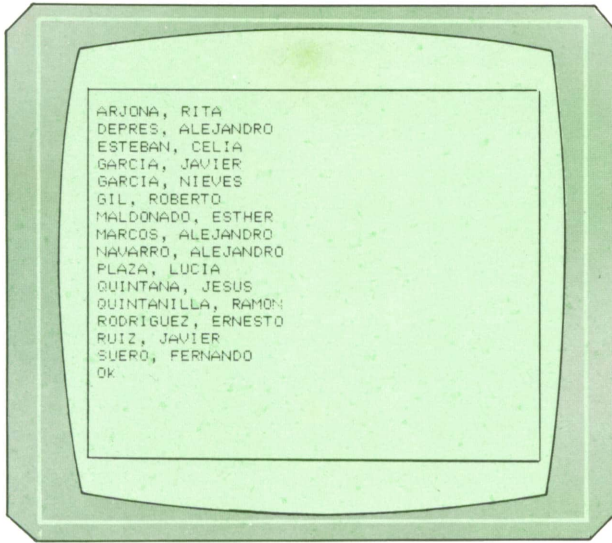 ARJONA, RITA
DEPRES, ALEJANDRO
ESTEBAN, CELIA
GARCIA, JAVIER
GARCIA, NIEVES
GIL, ROBERTO
MALDONADO, ESTHER
MARCOS, ALEJANDRO
NAVARRO, ALEJANDRO
PLAZA, LUCIA
QUINTANA, JESUS
QUINTANILLA, RAMON
RODRIGUEZ, ERNESTO
RUIZ, JAVIER
SUERO, FERNANDO
Ok